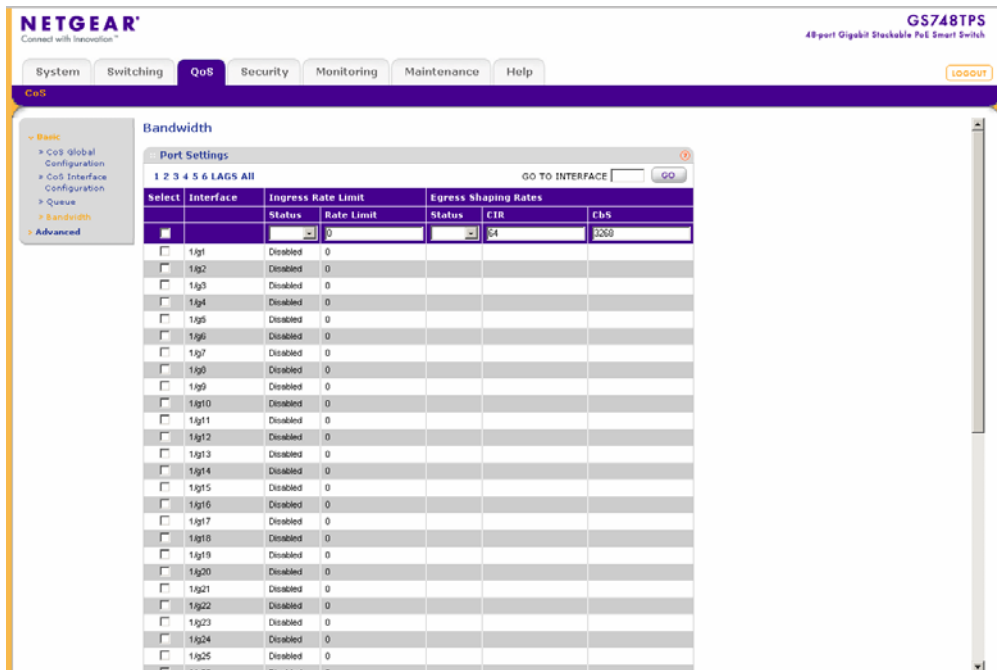 NETGEAR®
Connect with Innovation™
GS748TPS
48-port Gigabit Stackable PoE Smart Switch
System Switching QoS Security Monitoring Maintenance Help
LOGOUT
CoS
Basic
» CoS Global
Configuration
» CoS Interface
Configuration
» Queue
» Bandwidth
Advanced
Bandwidth
Port Settings
1 2 3 4 5 6 LAGS All GO TO INTERFACE GO
Select Interface Ingress Rate Limit Egress Shaping Rates
Status Rate Limit Status CIR CbS
0 64 3268
1/g1 Disabled 0
1/g2 Disabled 0
1/g3 Disabled 0
1/g4 Disabled 0
1/g5 Disabled 0
1/g6 Disabled 0
1/g7 Disabled 0
1/g8 Disabled 0
1/g9 Disabled 0
1/g10 Disabled 0
1/g11 Disabled 0
1/g12 Disabled 0
1/g13 Disabled 0
1/g14 Disabled 0
1/g15 Disabled 0
1/g16 Disabled 0
1/g17 Disabled 0
1/g18 Disabled 0
1/g19 Disabled 0
1/g20 Disabled 0
1/g21 Disabled 0
1/g22 Disabled 0
1/g23 Disabled 0
1/g24 Disabled 0
1/g25 Disabled 0